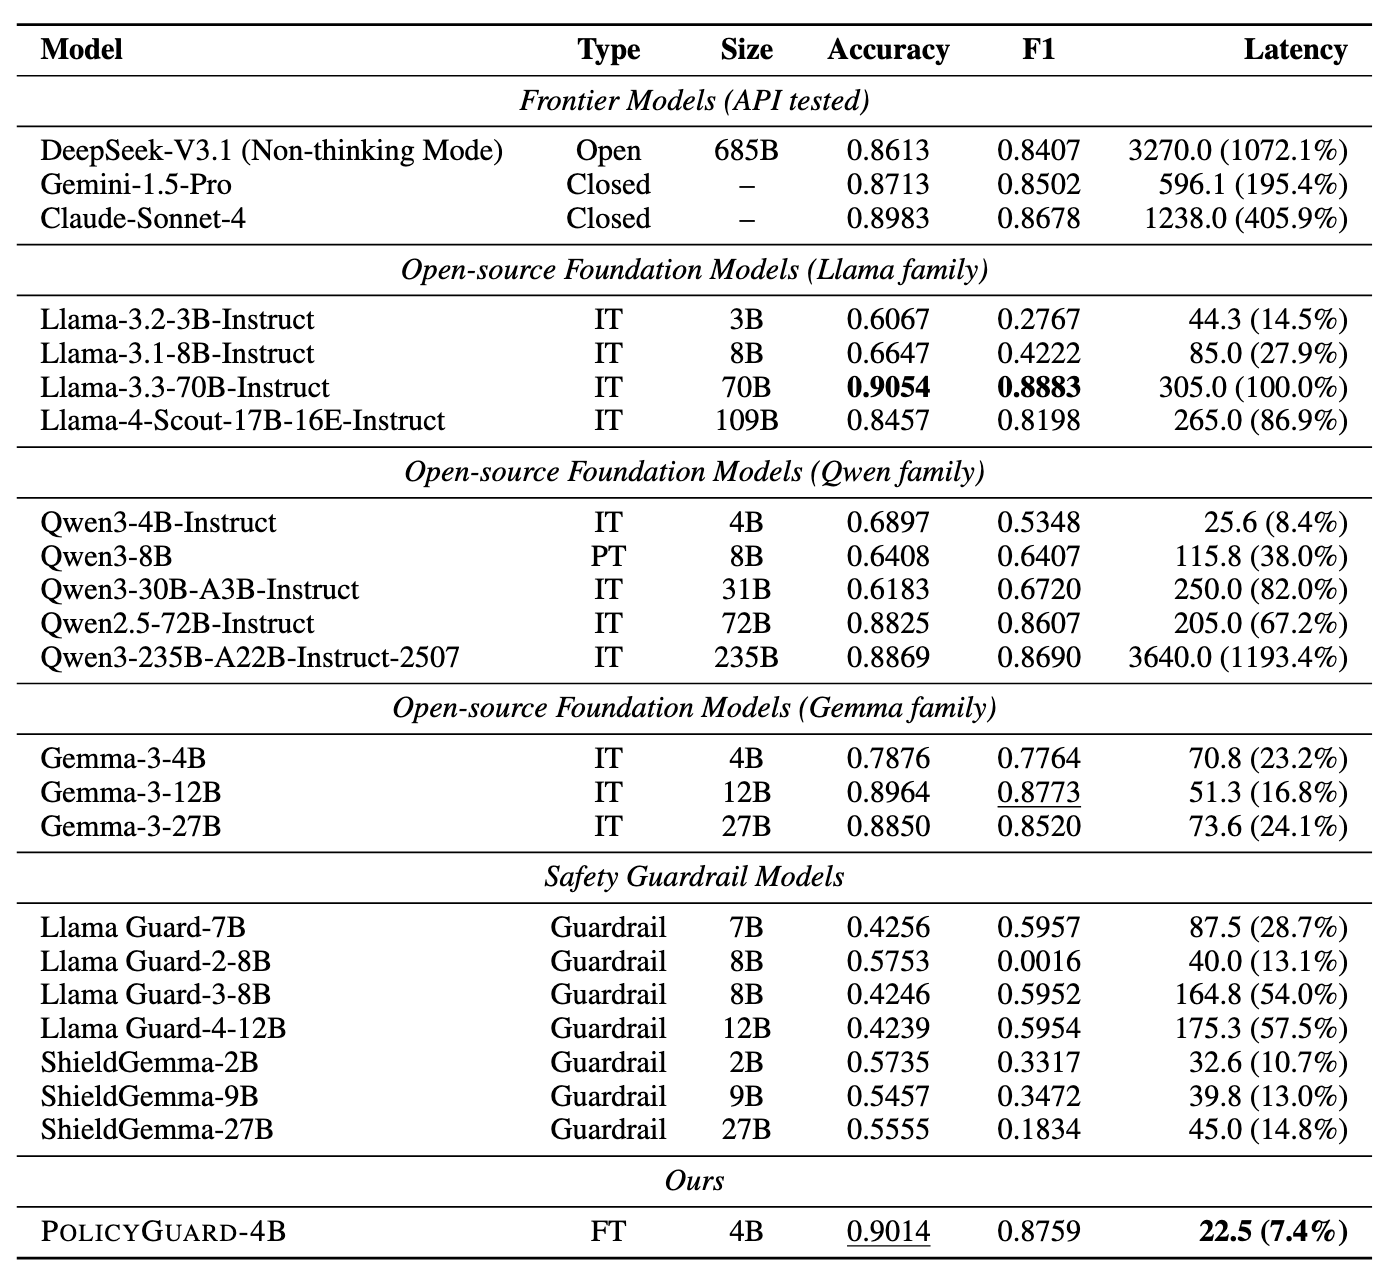 Model Type Size Accuracy F1 Latency
Frontier Models (API tested)
DeepSeek-V3.1 (Non-thinking Mode) Open 685B 0.8613 0.8407 3270.0 (1072.1%)
Gemini-1.5-Pro Closed – 0.8713 0.8502 596.1 (195.4%)
Claude-Sonnet-4 Closed – 0.8983 0.8678 1238.0 (405.9%)
Open-source Foundation Models (Llama family)
Llama-3.2-3B-Instruct IT 3B 0.6067 0.2767 44.3 (14.5%)
Llama-3.1-8B-Instruct IT 8B 0.6647 0.4222 85.0 (27.9%)
Llama-3.3-70B-Instruct IT 70B 0.9054 0.8883 305.0 (100.0%)
Llama-4-Scout-17B-16E-Instruct IT 109B 0.8457 0.8198 265.0 (86.9%)
Open-source Foundation Models (Qwen family)
Qwen3-4B-Instruct IT 4B 0.6897 0.5348 25.6 (8.4%)
Qwen3-8B PT 8B 0.6408 0.6407 115.8 (38.0%)
Qwen3-30B-A3B-Instruct IT 31B 0.6183 0.6720 250.0 (82.0%)
Qwen2.5-72B-Instruct IT 72B 0.8825 0.8607 205.0 (67.2%)
Qwen3-235B-A22B-Instruct-2507 IT 235B 0.8869 0.8690 3640.0 (1193.4%)
Open-source Foundation Models (Gemma family)
Gemma-3-4B IT 4B 0.7876 0.7764 70.8 (23.2%)
Gemma-3-12B IT 12B 0.8964 0.8773 51.3 (16.8%)
Gemma-3-27B IT 27B 0.8850 0.8520 73.6 (24.1%)
Safety Guardrail Models
Llama Guard-7B Guardrail 7B 0.4256 0.5957 87.5 (28.7%)
Llama Guard-2-8B Guardrail 8B 0.5753 0.0016 40.0 (13.1%)
Llama Guard-3-8B Guardrail 8B 0.4246 0.5952 164.8 (54.0%)
Llama Guard-4-12B Guardrail 12B 0.4239 0.5954 175.3 (57.5%)
ShieldGemma-2B Guardrail 2B 0.5735 0.3317 32.6 (10.7%)
ShieldGemma-9B Guardrail 9B 0.5457 0.3472 39.8 (13.0%)
ShieldGemma-27B Guardrail 27B 0.5555 0.1834 45.0 (14.8%)
Ours
POLICYGUARD-4B FT 4B 0.9014 0.8759 22.5 (7.4%)